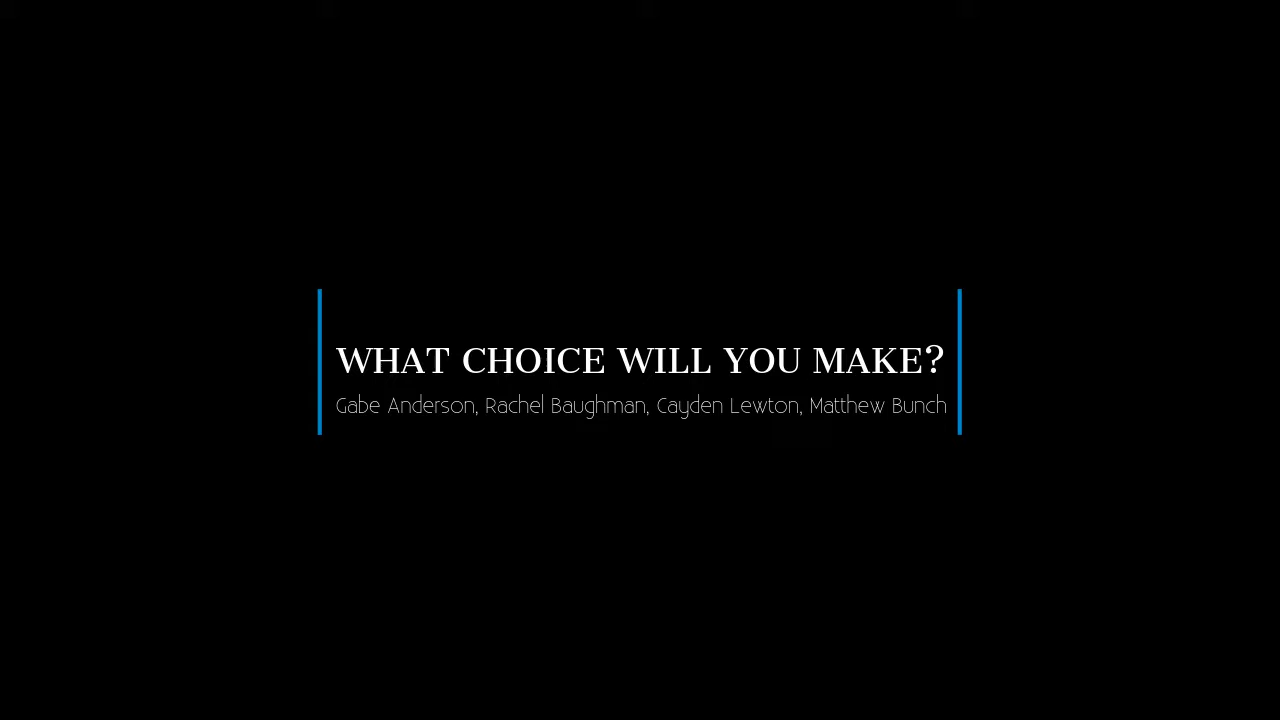 WHAT CHOICE WILL YOU MAKE?
Gabe Anderson, Rachel Baughman, Cayden Lewton, Matthew Bunch